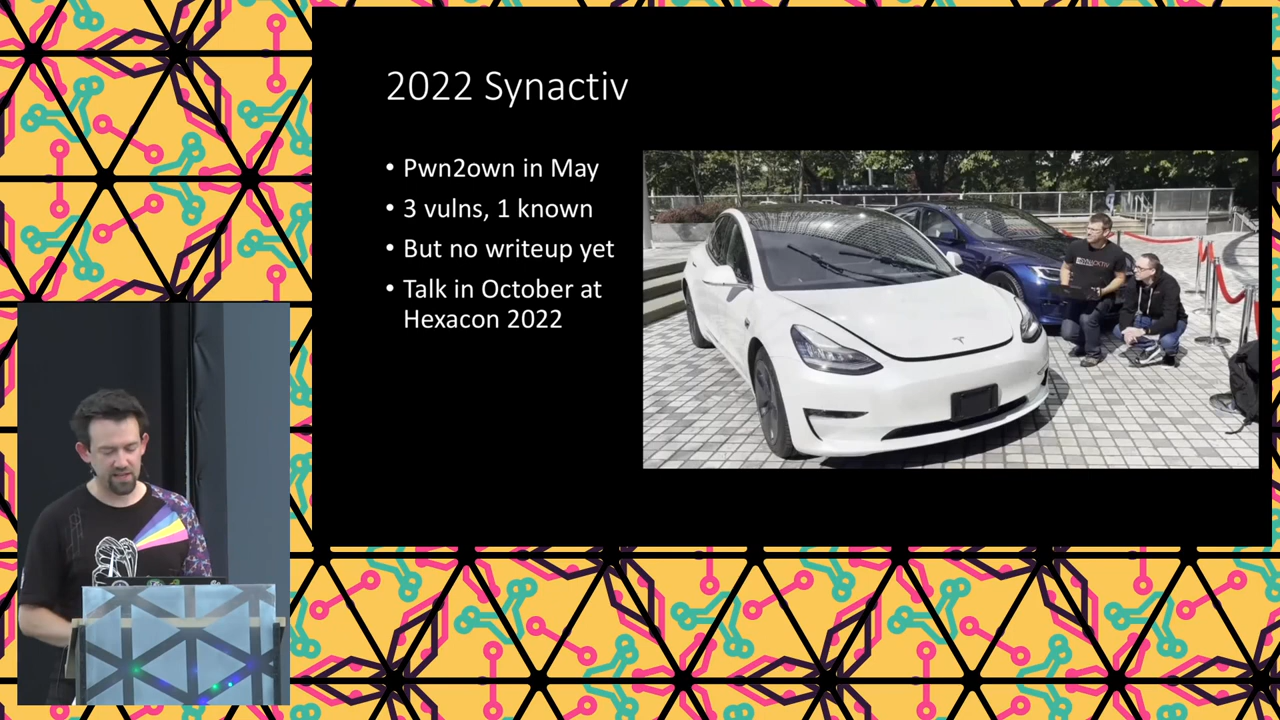 2022 Synactiv
• Pwn2own in May
• 3 vulns, 1 known
• But no writeup yet
• Talk in October at
Hexacon 2022